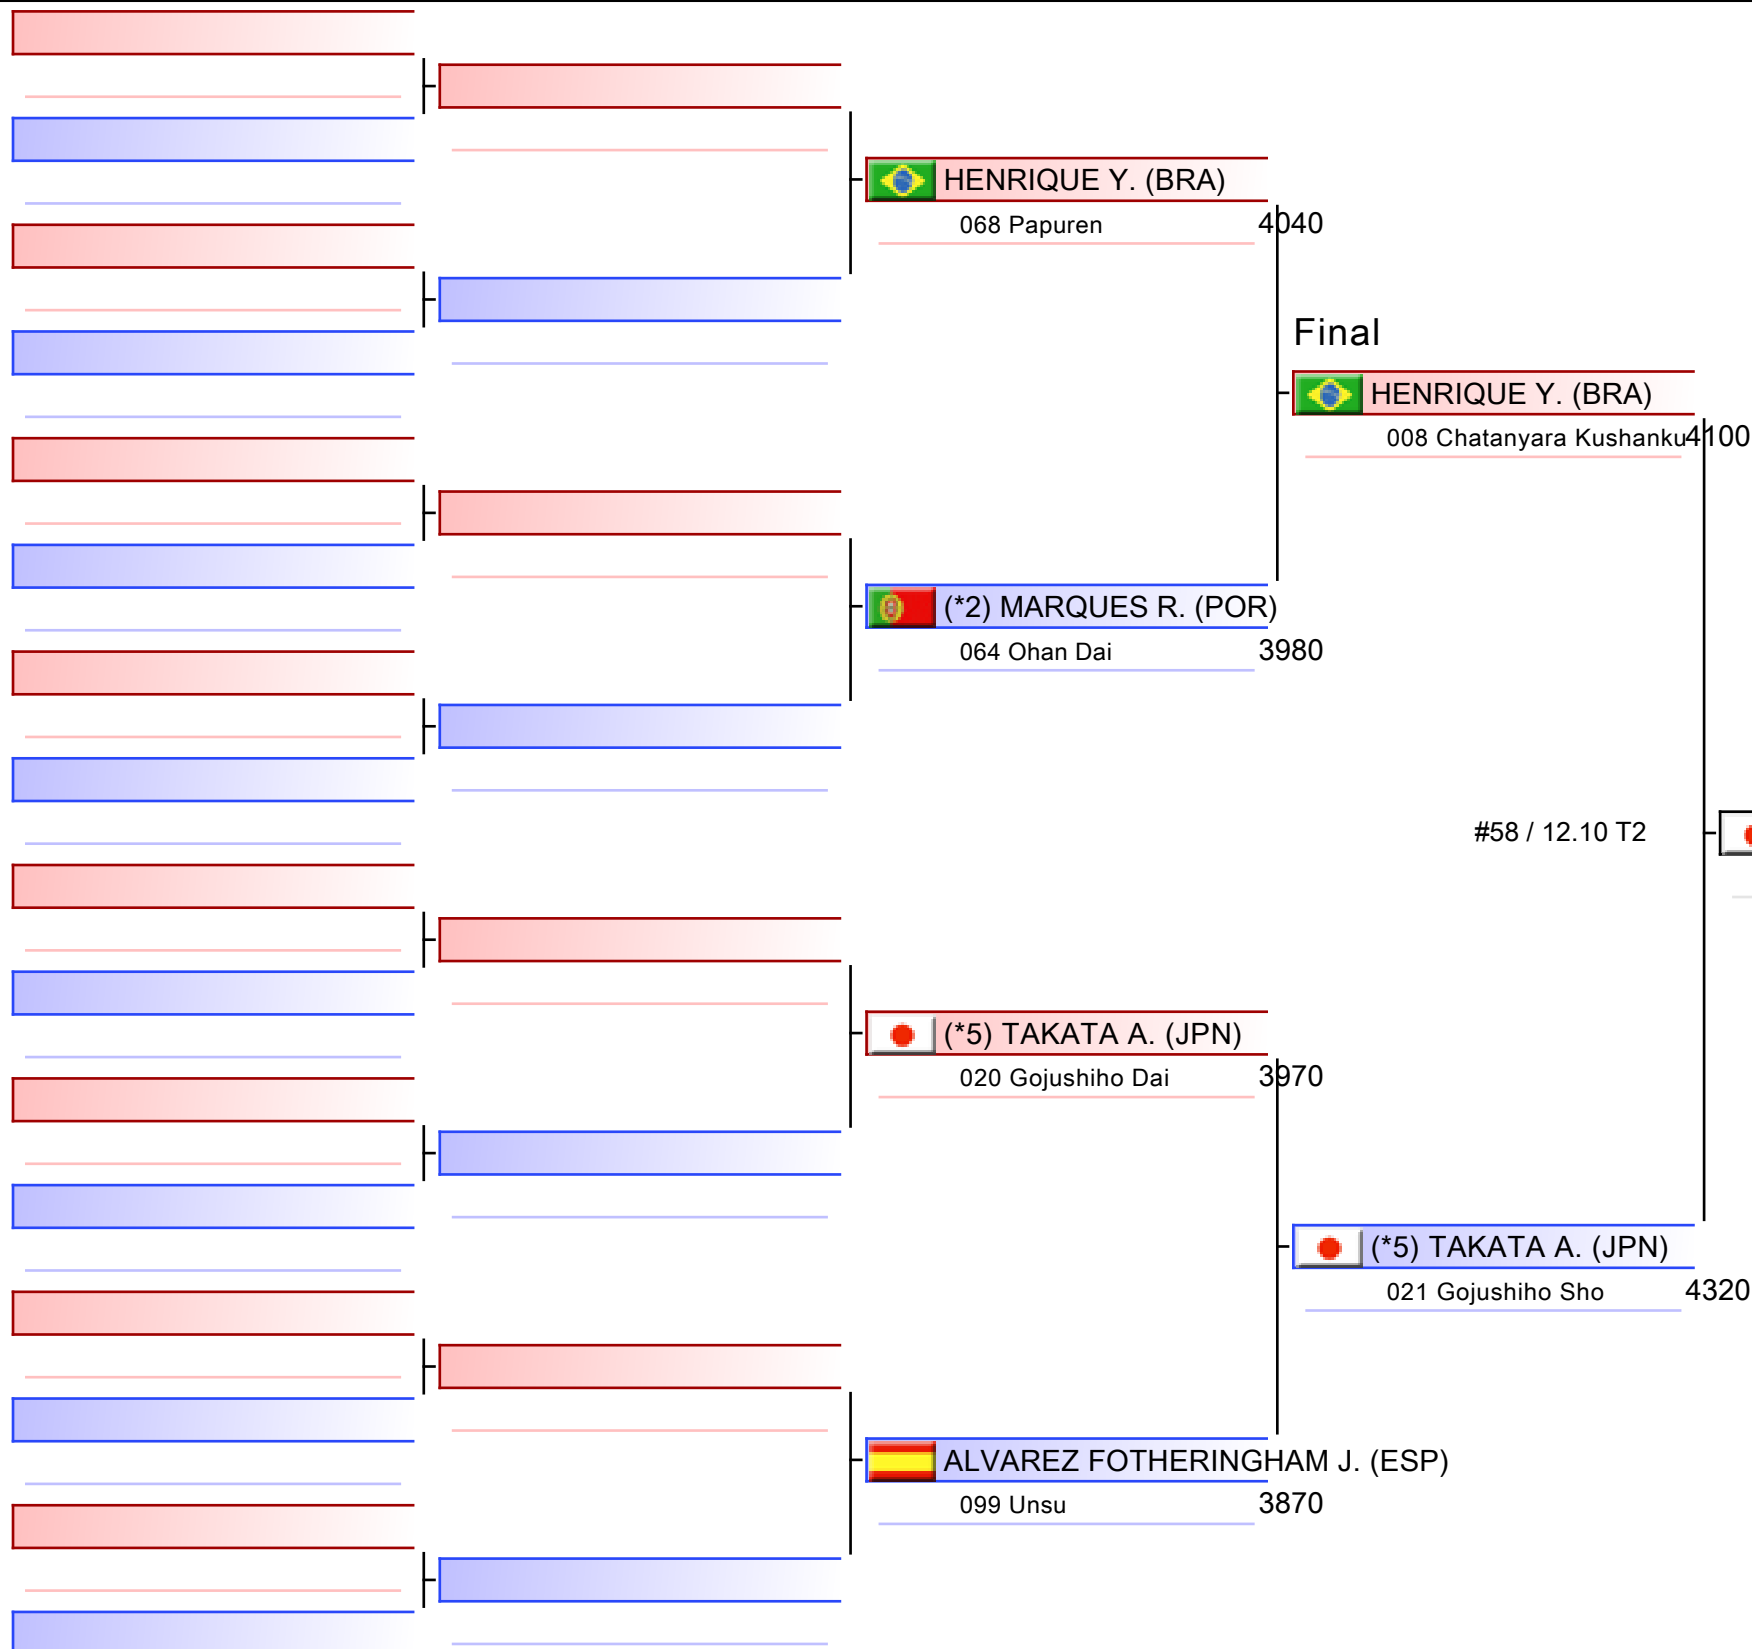 HENRIQUE Y. (BRA)
068 Papuren 4040
Final
HENRIQUE Y. (BRA)
008 Chatanyara Kushanku 4100
(*2) MARQUES R. (POR)
064 Ohan Dai 3980
#58 / 12.10 T2
(*5) TAKATA A. (JPN)
020 Gojushiho Dai 3970
(*5) TAKATA A. (JPN)
021 Gojushiho Sho 4320
ALVAREZ FOTHERINGHAM J. (ESP)
099 Unsu 3870